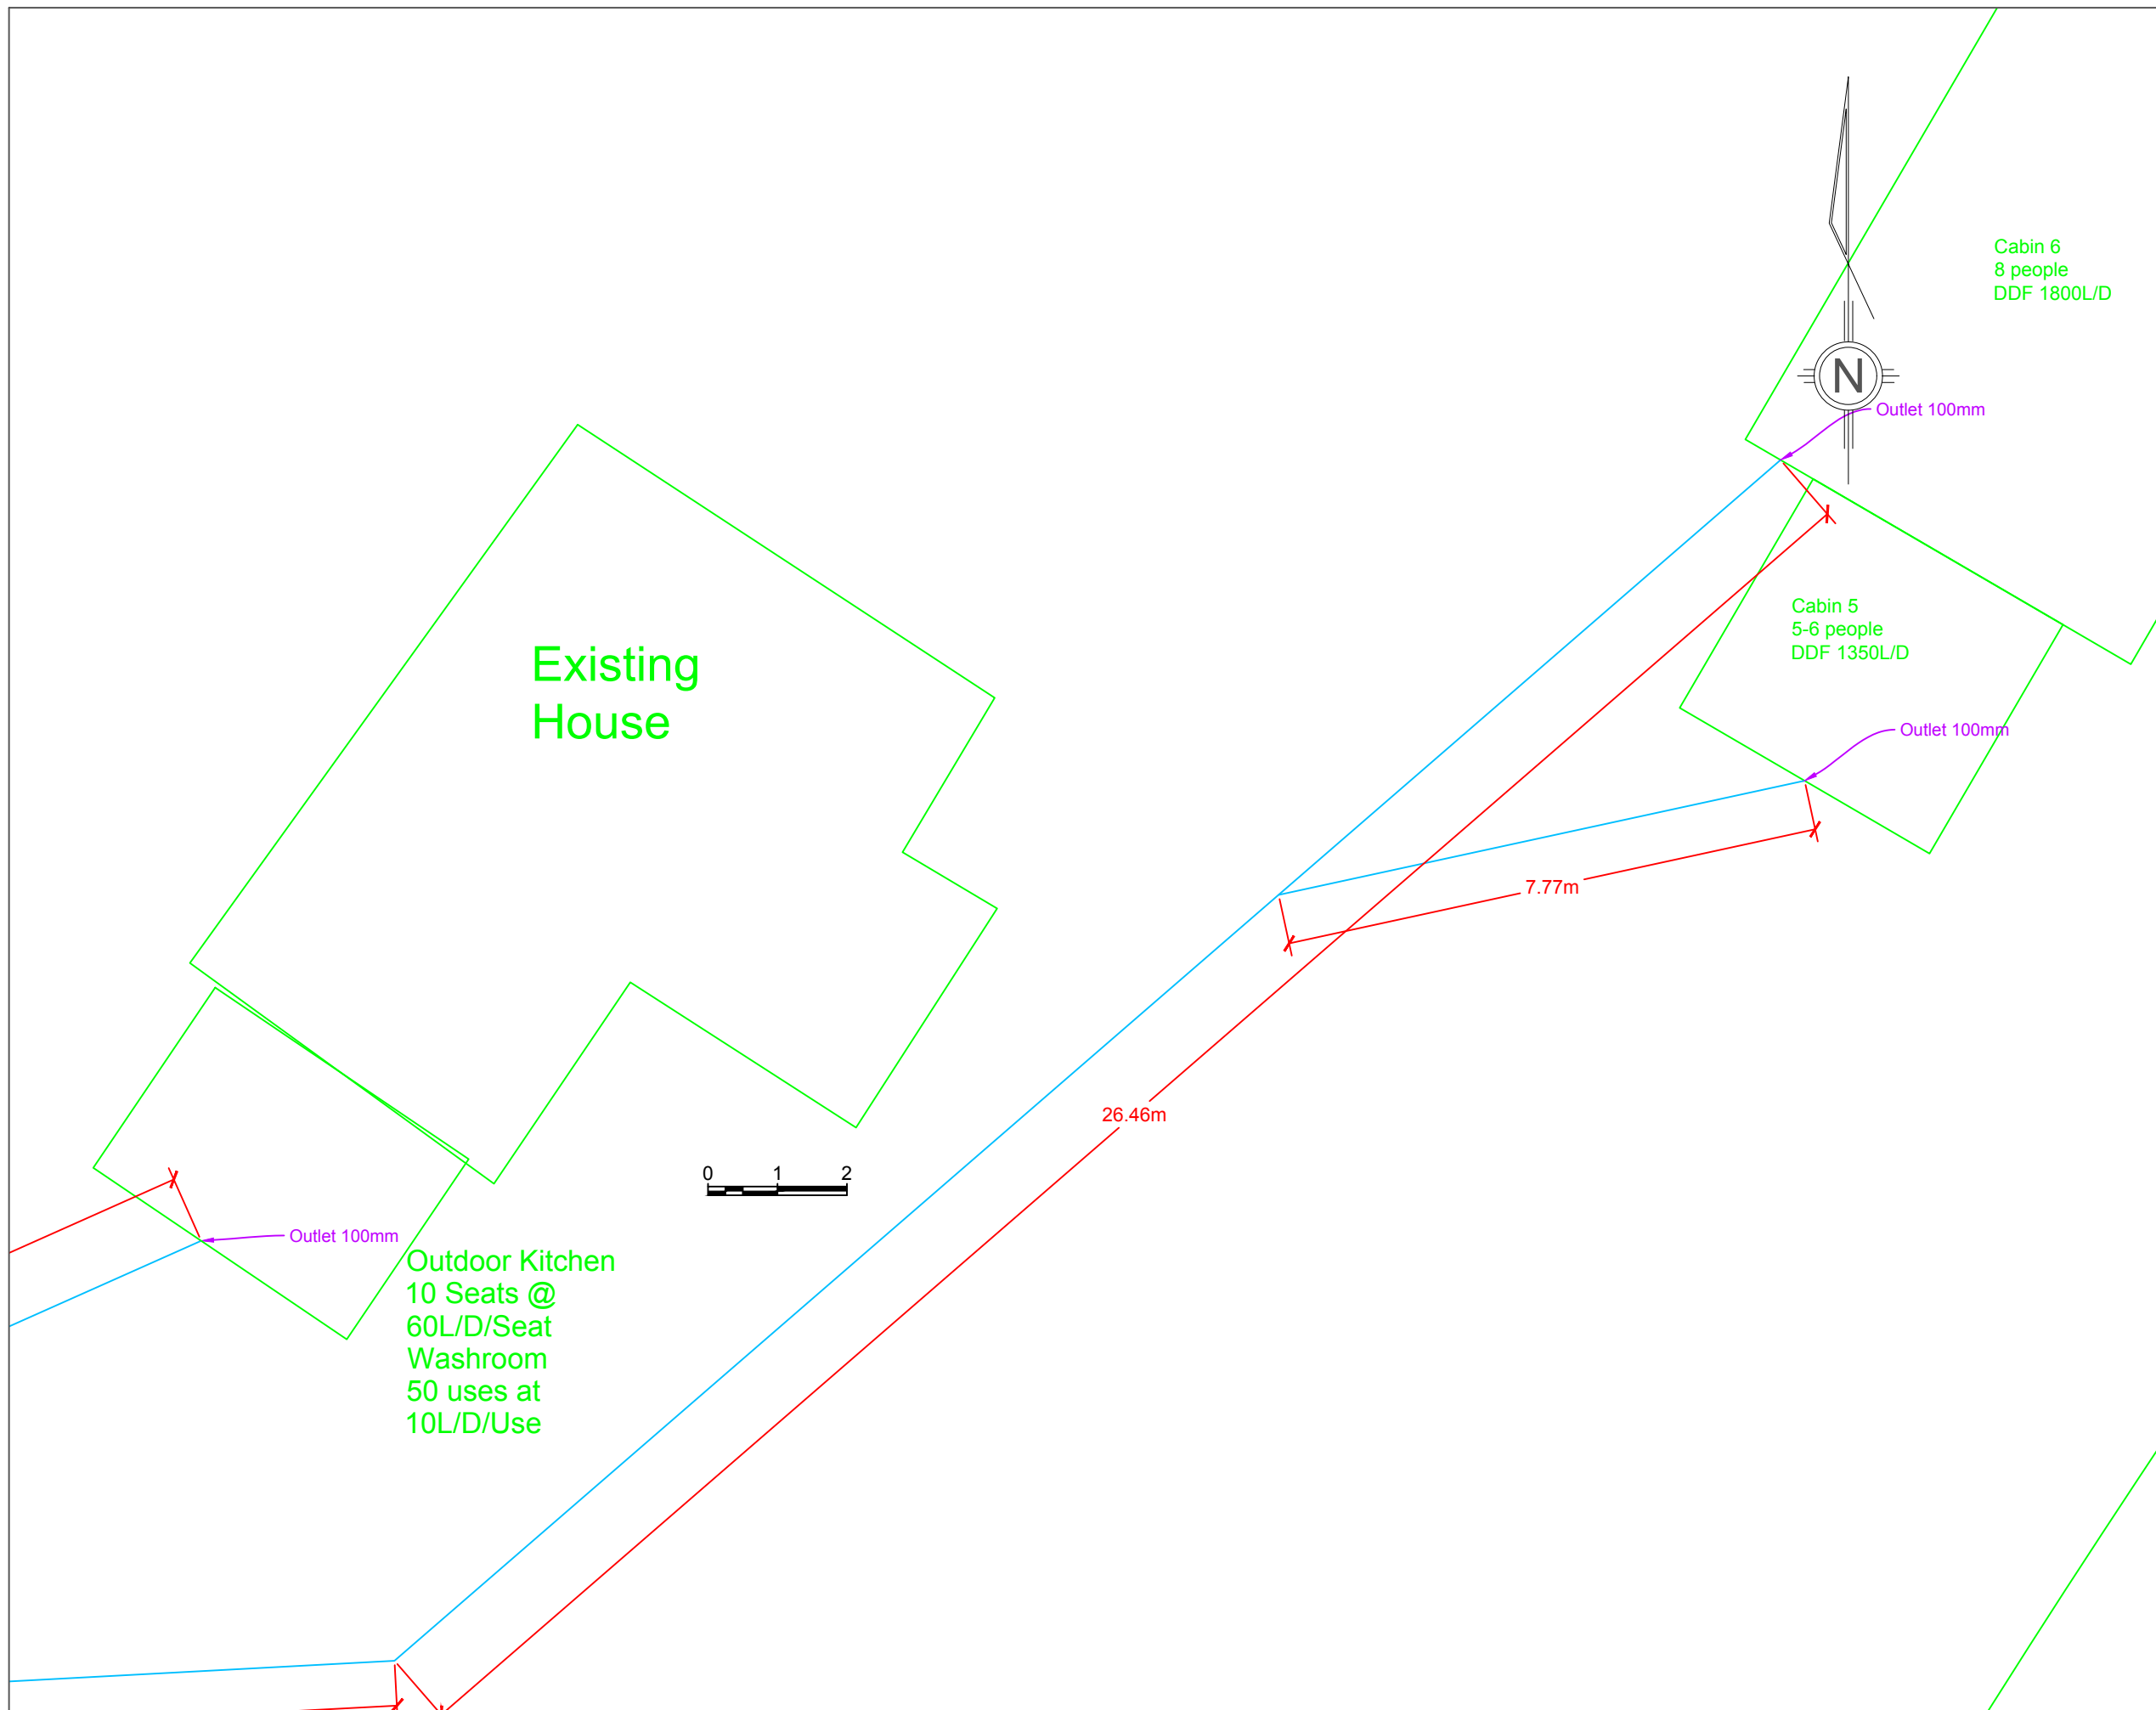 Cabin 6
8 people
DDF 1800L/D
N
Outlet 100mm
Existing
House
Cabin 5
5-6 people
DDF 1350L/D
Outlet 100mm
7.77m
26.46m
0 1 2
Outlet 100mm
Outdoor Kitchen
10 Seats @
60L/D/Seat
Washroom
50 uses at
10L/D/Use